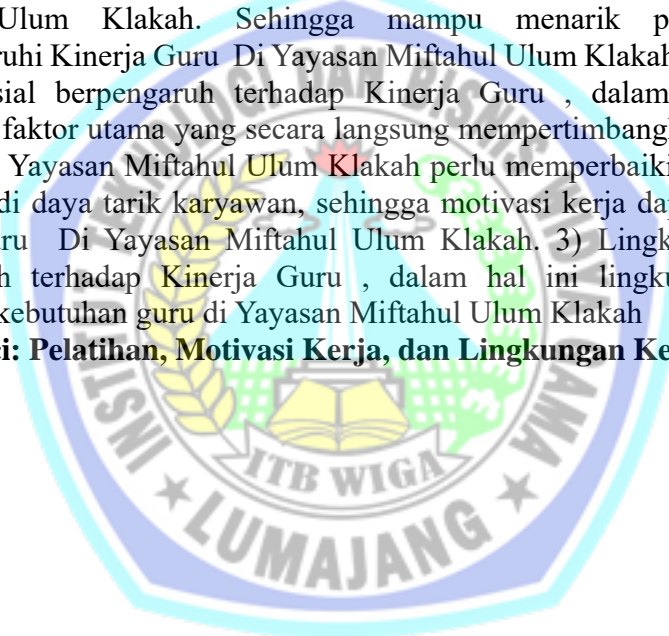 Ulum Klakah. Sehingga mampu menarik p
ruhi Kinerja Guru Di Yayasan Miftahul Ulum Klakah
sial berpengaruh terhadap Kinerja Guru , dalam
faktor utama yang secara langsung mempertimbangk
Yayasan Miftahul Ulum Klakah perlu memperbaiki
di daya tarik karyawan, sehingga motivasi kerja dap
ru Di Yayasan Miftahul Ulum Klakah. 3) Lingk
h terhadap Kinerja Guru , dalam hal ini lingku
kebutuhan guru di Yayasan Miftahul Ulum Klakah
ci: Pelatihan, Motivasi Kerja, dan Lingkungan Ke
ITB WIGA
LUMAJANG